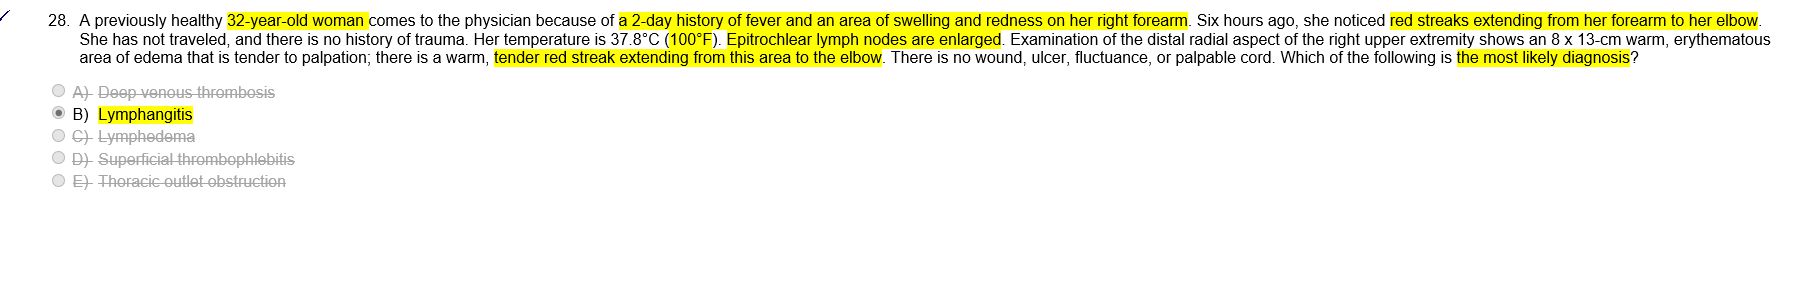 28. A previously healthy 32-year-old woman comes to the physician because of a 2-day history of fever and an area of swelling and redness on her right forearm. Six hours ago, she noticed red streaks extending from her forearm to her elbow.
She has not traveled, and there is no history of trauma. Her temperature is 37.8°C (100°F). Epitrochlear lymph nodes are enlarged. Examination of the distal radial aspect of the right upper extremity shows an 8 x 13-cm warm, erythematous
area of edema that is tender to palpation; there is a warm, tender red streak extending from this area to the elbow. There is no wound, ulcer, fluctuance, or palpable cord. Which of the following is the most likely diagnosis?
A) Deep venous thrombosis
B) Lymphangitis
C) Lymphedema
D) Superficial thrombophlebitis
E) Thoracic outlet obstruction